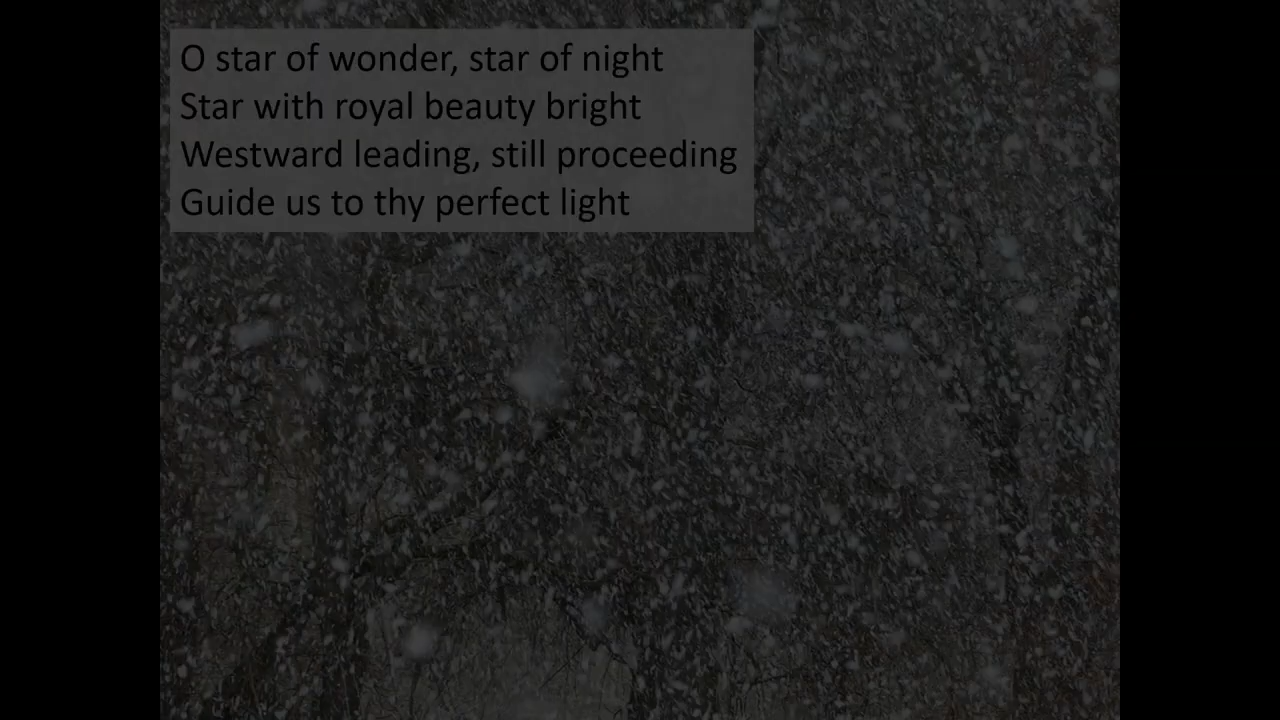 O star of wonder, star of night
Star with royal beauty bright
Westward leading, still proceeding
Guide us to thy perfect light